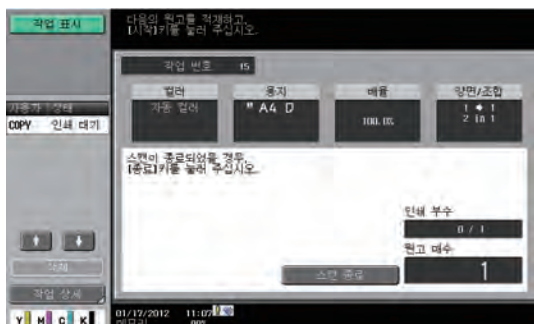 작업 표시
다음의 원고를 적재하고,
[시작]키를 눌러 주십시오.
작업 번호 15
컬러
용지
배율
양면/조합
자동 컬러
A4
100.0%
1 → 1
2 in 1
사용자 상태
COPY 인쇄 대기
스캔이 종료되었을 경우,
[종료]키를 눌러 주십시오.
인쇄 부수
0 / 1
원고 매수
1
스캔 종료
삭제
작업 상세
01/17/2012 11:07
메모리 00%
Y M C K